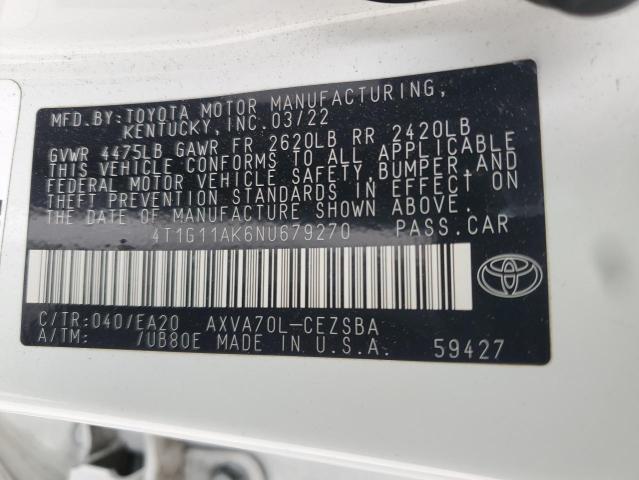 MFD.BY:TOYOTA MOTOR MANUFACTURING,
KENTUCKY,INC.03/22
GVWR 4475LB GAWR FR 2620LB RR 2420LB
THIS VEHICLE CONFORMS TO ALL APPLICABLE
FEDERAL MOTOR VEHICLE SAFETY,BUMPER,AND
THEFT PREVENTION STANDARDS IN EFFECT ON
THE DATE OF MANUFACTURE SHOWN ABOVE.
4T1G11AK6NU679270 PASS.CAR
C/TR:040/EA20 AXVA70L-CEZSBA
A/TM: /UB80E MADE IN U.S.A. 59427